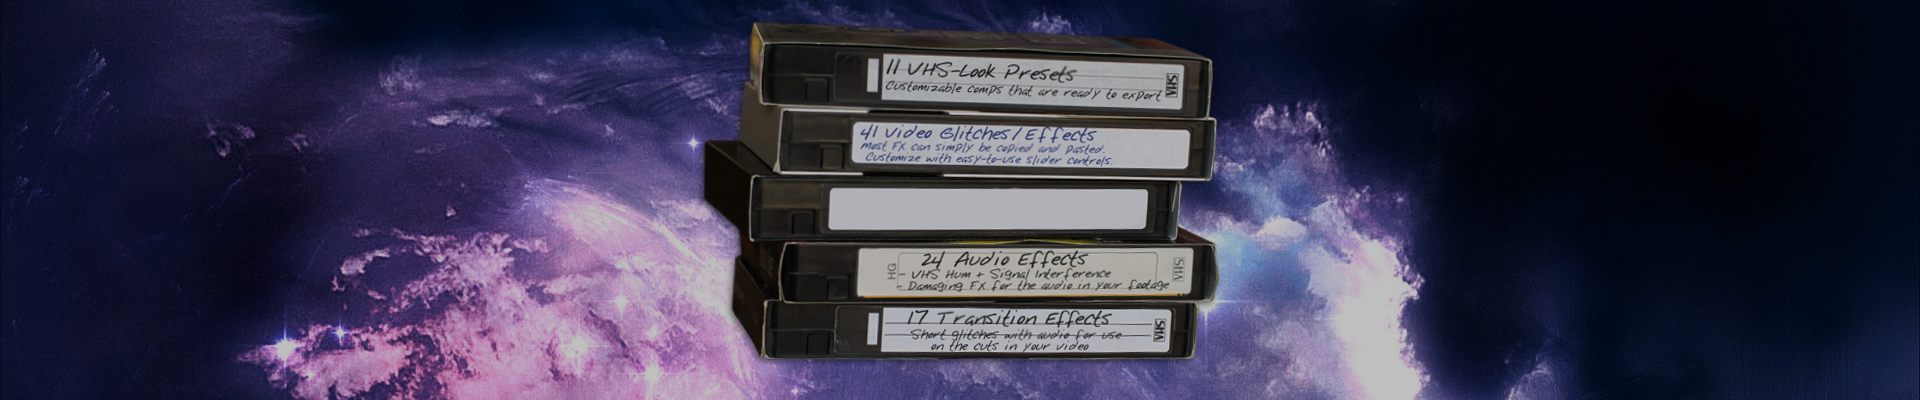 11 VHS-Look Presets
Customizable comps that are ready to export
VHS
41 Video Glitches/Effects
Most FX can simply be copied and pasted.
Customize with easy-to-use slider controls.
HG
24 Audio Effects
- VHS Hum + Signal Interference
- Damaging FX for the audio in your footage
VHS
17 Transition Effects
Short glitches with audio for use
on the cuts in your video
VHS